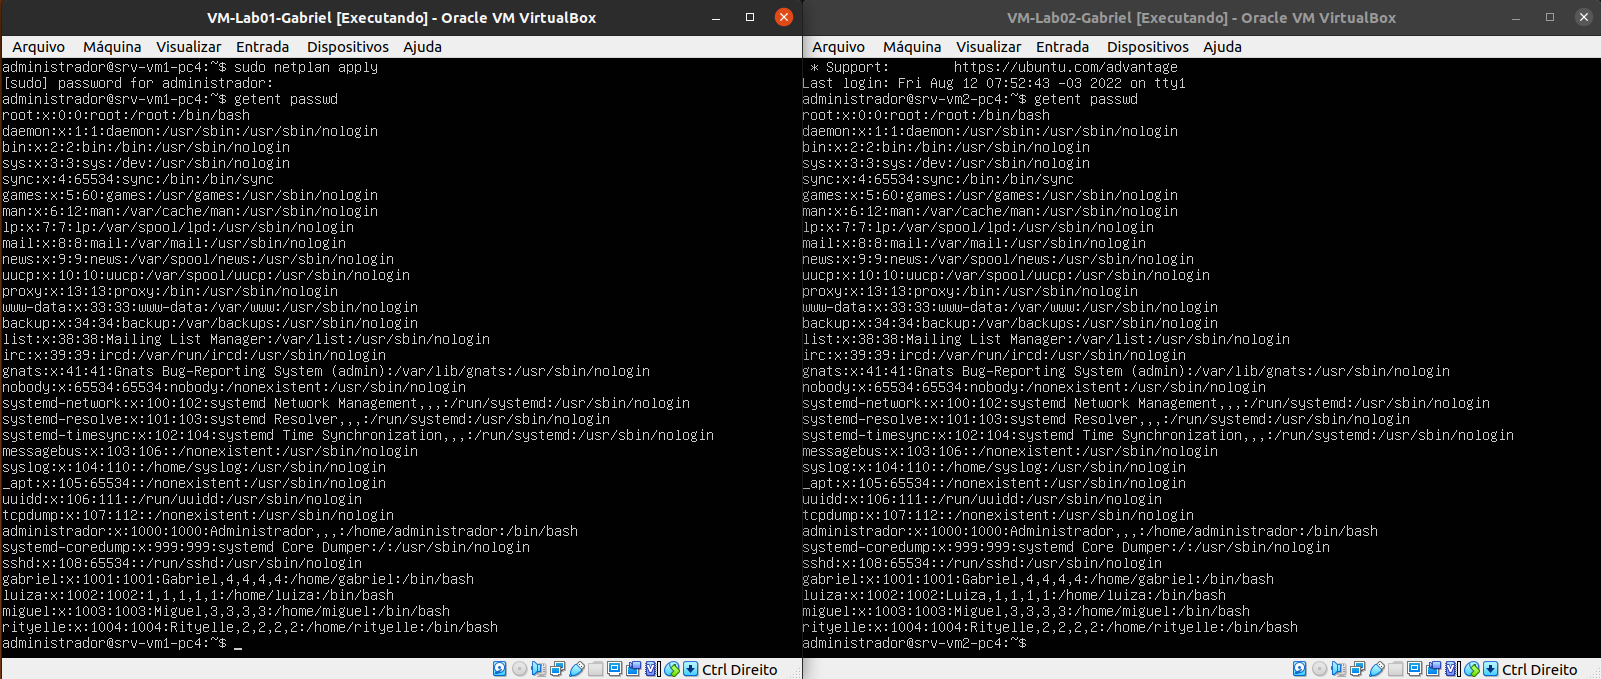 VM-Lab01-Gabriel [Executando] - Oracle VM VirtualBox
Arquivo Máquina Visualizar Entrada Dispositivos Ajuda
administrador@srv-vm1-pc4:~$ sudo netplan apply
[sudo] password for administrador:
administrador@srv-vm1-pc4:~$ getent passwd
root:x:0:0:root:/root:/bin/bash
daemon:x:1:1:daemon:/usr/sbin:/usr/sbin/nologin
bin:x:2:2:bin:/bin:/usr/sbin/nologin
sys:x:3:3:sys:/dev:/usr/sbin/nologin
sync:x:4:65534:sync:/bin:/bin/sync
games:x:5:60:games:/usr/games:/usr/sbin/nologin
man:x:6:12:man:/var/cache/man:/usr/sbin/nologin
lp:x:7:7:lp:/var/spool/lpd:/usr/sbin/nologin
mail:x:8:8:mail:/var/mail:/usr/sbin/nologin
news:x:9:9:news:/var/spool/news:/usr/sbin/nologin
uucp:x:10:10:uucp:/var/spool/uucp:/usr/sbin/nologin
proxy:x:13:13:proxy:/bin:/usr/sbin/nologin
www-data:x:33:33:www-data:/var/www:/usr/sbin/nologin
backup:x:34:34:backup:/var/backups:/usr/sbin/nologin
list:x:38:38:Mailing List Manager:/var/list:/usr/sbin/nologin
irc:x:39:39:ircd:/var/run/ircd:/usr/sbin/nologin
gnats:x:41:41:Gnats Bug-Reporting System (admin):/var/lib/gnats:/usr/sbin/nologin
nobody:x:65534:65534:nobody:/nonexistent:/usr/sbin/nologin
systemd-network:x:100:102:systemd Network Management,,,:/run/systemd:/usr/sbin/nologin
systemd-resolve:x:101:103:systemd Resolver,,,:/run/systemd:/usr/sbin/nologin
systemd-timesync:x:102:104:systemd Time Synchronization,,,:/run/systemd:/usr/sbin/nologin
messagebus:x:103:106::/nonexistent:/usr/sbin/nologin
syslog:x:104:110::/home/syslog:/usr/sbin/nologin
_apt:x:105:65534::/nonexistent:/usr/sbin/nologin
uuidd:x:106:111::/run/uuidd:/usr/sbin/nologin
tcpdump:x:107:112::/nonexistent:/usr/sbin/nologin
administrador:x:1000:1000:Administrador,,,:/home/administrador:/bin/bash
systemd-coredump:x:999:999:systemd Core Dumper:/:/usr/sbin/nologin
sshd:x:108:65534::/run/sshd:/usr/sbin/nologin
gabriel:x:1001:1001:Gabriel,4,4,4,4:/home/gabriel:/bin/bash
luiza:x:1002:1002:1,1,1,1,1:/home/luiza:/bin/bash
miguel:x:1003:1003:Miguel,3,3,3,3:/home/miguel:/bin/bash
rityelle:x:1004:1004:Rityelle,2,2,2,2:/home/rityelle:/bin/bash
administrador@srv-vm1-pc4:~$ _
Ctrl Direito
VM-Lab02-Gabriel [Executando] - Oracle VM VirtualBox
Arquivo Máquina Visualizar Entrada Dispositivos Ajuda
* Support: https://ubuntu.com/advantage
Last login: Fri Aug 12 07:52:43 -03 2022 on tty1
administrador@srv-vm2-pc4:~$ getent passwd
root:x:0:0:root:/root:/bin/bash
daemon:x:1:1:daemon:/usr/sbin:/usr/sbin/nologin
bin:x:2:2:bin:/bin:/usr/sbin/nologin
sys:x:3:3:sys:/dev:/usr/sbin/nologin
sync:x:4:65534:sync:/bin:/bin/sync
games:x:5:60:games:/usr/games:/usr/sbin/nologin
man:x:6:12:man:/var/cache/man:/usr/sbin/nologin
lp:x:7:7:lp:/var/spool/lpd:/usr/sbin/nologin
mail:x:8:8:mail:/var/mail:/usr/sbin/nologin
news:x:9:9:news:/var/spool/news:/usr/sbin/nologin
uucp:x:10:10:uucp:/var/spool/uucp:/usr/sbin/nologin
proxy:x:13:13:proxy:/bin:/usr/sbin/nologin
www-data:x:33:33:www-data:/var/www:/usr/sbin/nologin
backup:x:34:34:backup:/var/backups:/usr/sbin/nologin
list:x:38:38:Mailing List Manager:/var/list:/usr/sbin/nologin
irc:x:39:39:ircd:/var/run/ircd:/usr/sbin/nologin
gnats:x:41:41:Gnats Bug-Reporting System (admin):/var/lib/gnats:/usr/sbin/nologin
nobody:x:65534:65534:nobody:/nonexistent:/usr/sbin/nologin
systemd-network:x:100:102:systemd Network Management,,,:/run/systemd:/usr/sbin/nologin
systemd-resolve:x:101:103:systemd Resolver,,,:/run/systemd:/usr/sbin/nologin
systemd-timesync:x:102:104:systemd Time Synchronization,,,:/run/systemd:/usr/sbin/nologin
messagebus:x:103:106::/nonexistent:/usr/sbin/nologin
syslog:x:104:110::/home/syslog:/usr/sbin/nologin
_apt:x:105:65534::/nonexistent:/usr/sbin/nologin
uuidd:x:106:111::/run/uuidd:/usr/sbin/nologin
tcpdump:x:107:112::/nonexistent:/usr/sbin/nologin
administrador:x:1000:1000:Administrador,,,:/home/administrador:/bin/bash
systemd-coredump:x:999:999:systemd Core Dumper:/:/usr/sbin/nologin
sshd:x:108:65534::/run/sshd:/usr/sbin/nologin
gabriel:x:1001:1001:Gabriel,4,4,4,4:/home/gabriel:/bin/bash
luiza:x:1002:1002:Luiza,1,1,1,1:/home/luiza:/bin/bash
miguel:x:1003:1003:Miguel,3,3,3,3:/home/miguel:/bin/bash
rityelle:x:1004:1004:Rityelle,2,2,2,2:/home/rityelle:/bin/bash
administrador@srv-vm2-pc4:~$
Ctrl Direito